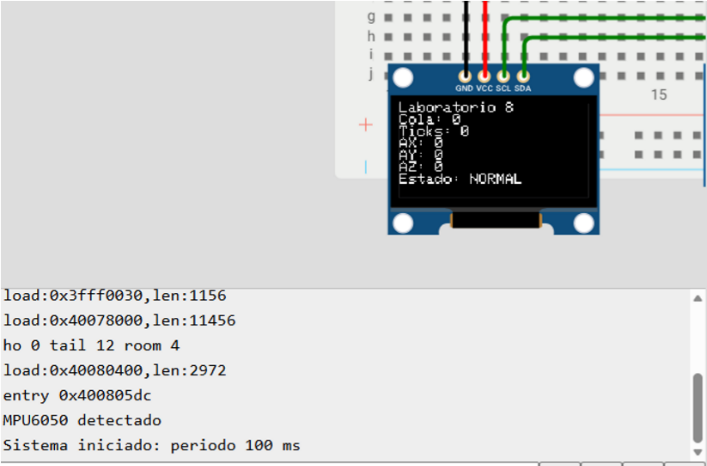 g
h
i
j
GND VCC SCL SDA
15
Laboratorio 8
Cola: 0
Ticks: 0
AX: 0
AY: 0
AZ: 0
Estado: NORMAL
load:0x3fff0030,len:1156
load:0x40078000,len:11456
ho 0 tail 12 room 4
load:0x40080400,len:2972
entry 0x400805dc
MPU6050 detectado
Sistema iniciado: periodo 100 ms